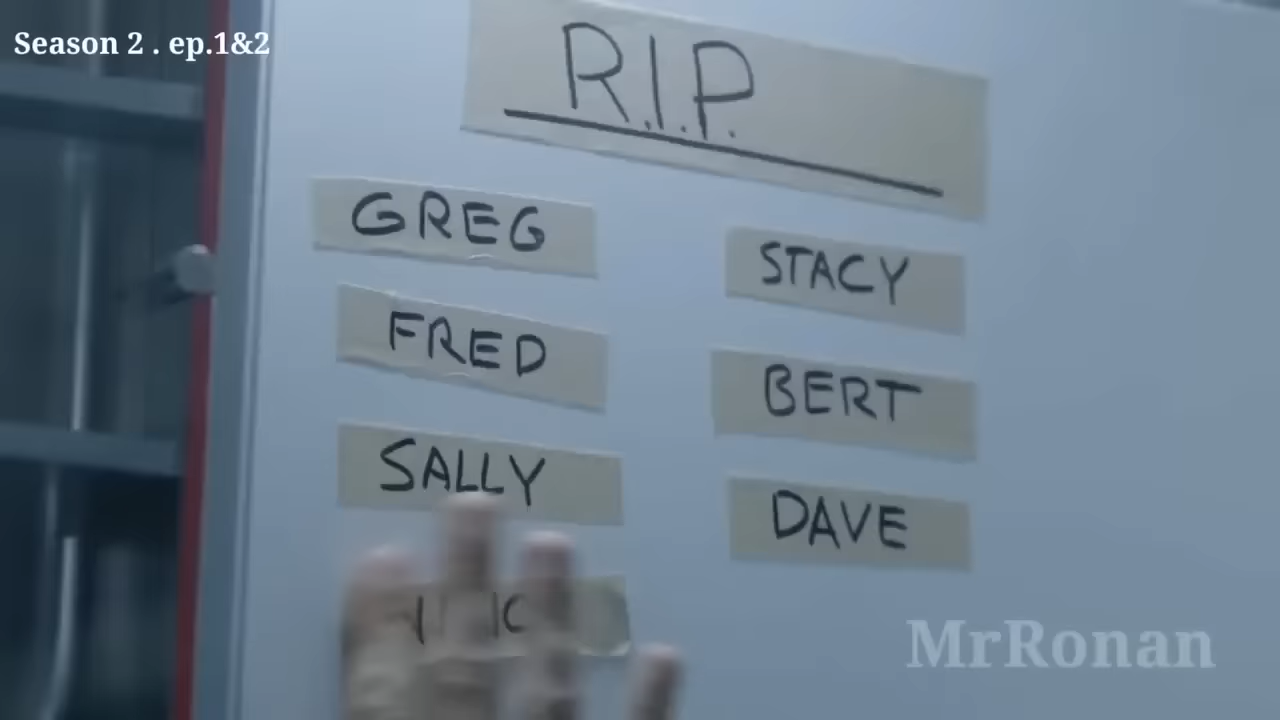 Season 2 . ep.1&2
R.I.P.
GREG
FRED
SALLY
STACY
BERT
DAVE
MrRonan